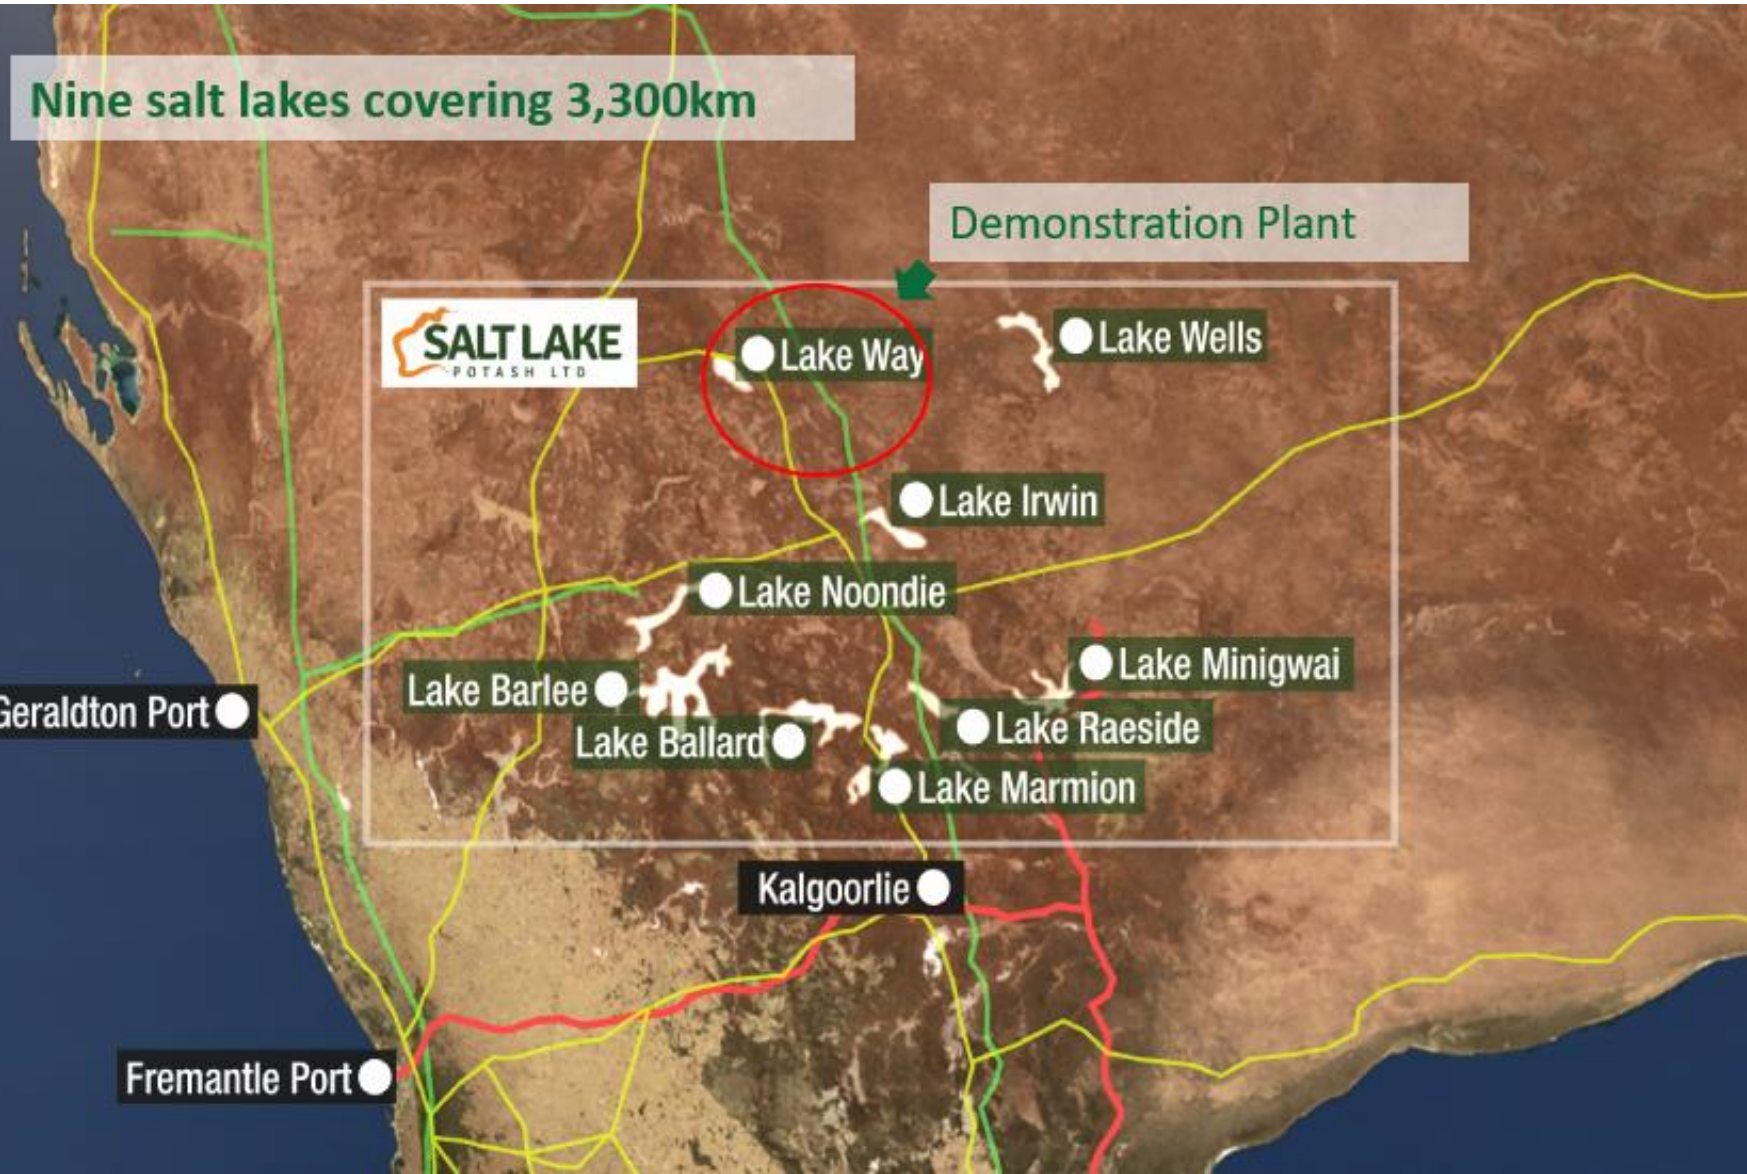 Nine salt lakes covering 3,300km
Demonstration Plant
SALT LAKE
POTASH LTD
Lake Way
Lake Wells
Lake Irwin
Lake Noondie
Lake Minigwai
Lake Barlee
Geraldton Port
Lake Raeside
Lake Ballard
Lake Marmion
Kalgoorlie
Fremantle Port